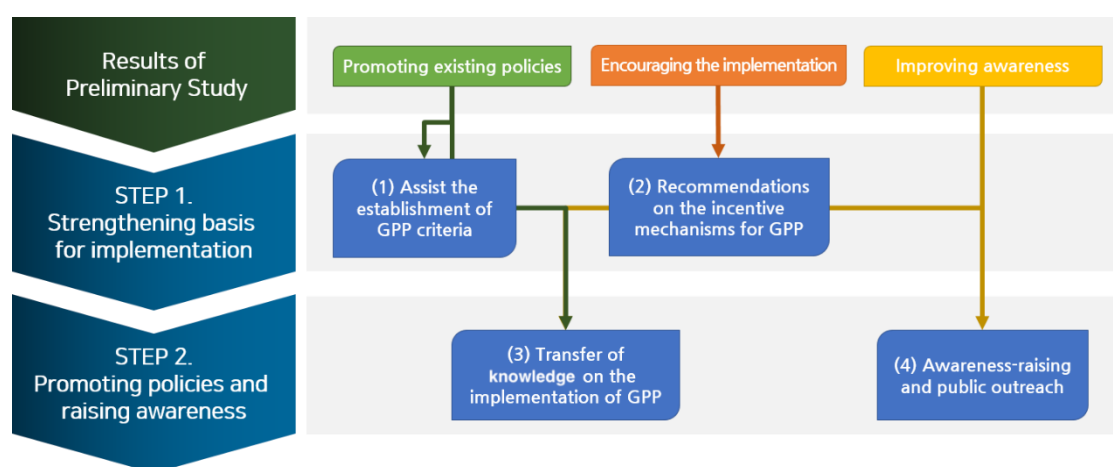 Results of
Preliminary Study
Promoting existing policies
Encouraging the implementation
Improving awareness
STEP 1.
Strengthening basis
for implementation
(1) Assist the
establishment of
GPP criteria
(2) Recommendations
on the incentive
mechanisms for GPP
STEP 2.
Promoting policies and
raising awareness
(3) Transfer of
knowledge on the
implementation of GPP
(4) Awareness-raising
and public outreach